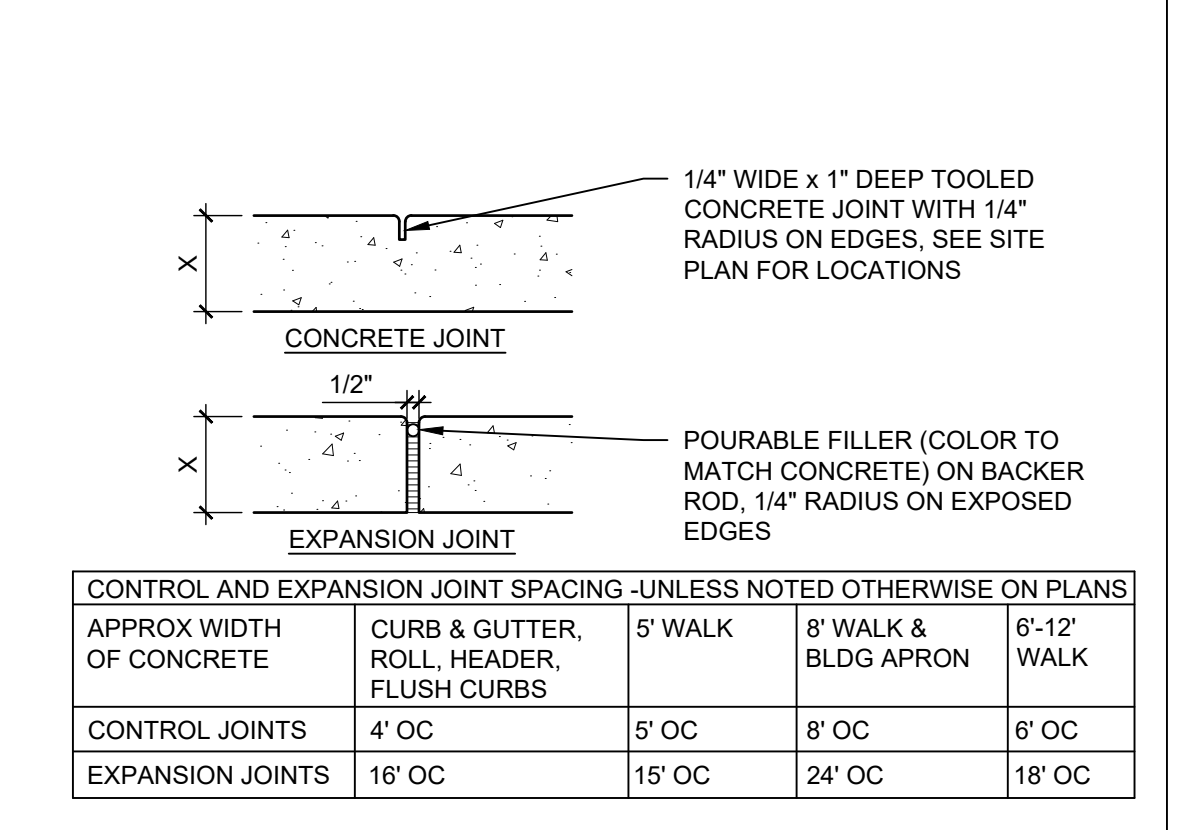 1/4" WIDE x 1" DEEP TOOLED
CONCRETE JOINT WITH 1/4"
RADIUS ON EDGES, SEE SITE
PLAN FOR LOCATIONS
X
CONCRETE JOINT
1/2"
X
POURABLE FILLER (COLOR TO
MATCH CONCRETE) ON BACKER
ROD, 1/4" RADIUS ON EXPOSED
EDGES
EXPANSION JOINT
CONTROL AND EXPANSION JOINT SPACING -UNLESS NOTED OTHERWISE ON PLANS
APPROX WIDTH
OF CONCRETE
CURB & GUTTER,
ROLL, HEADER,
FLUSH CURBS
5' WALK
8' WALK &
BLDG APRON
6'-12'
WALK
CONTROL JOINTS
4' OC
5' OC
8' OC
6' OC
EXPANSION JOINTS
16' OC
15' OC
24' OC
18' OC